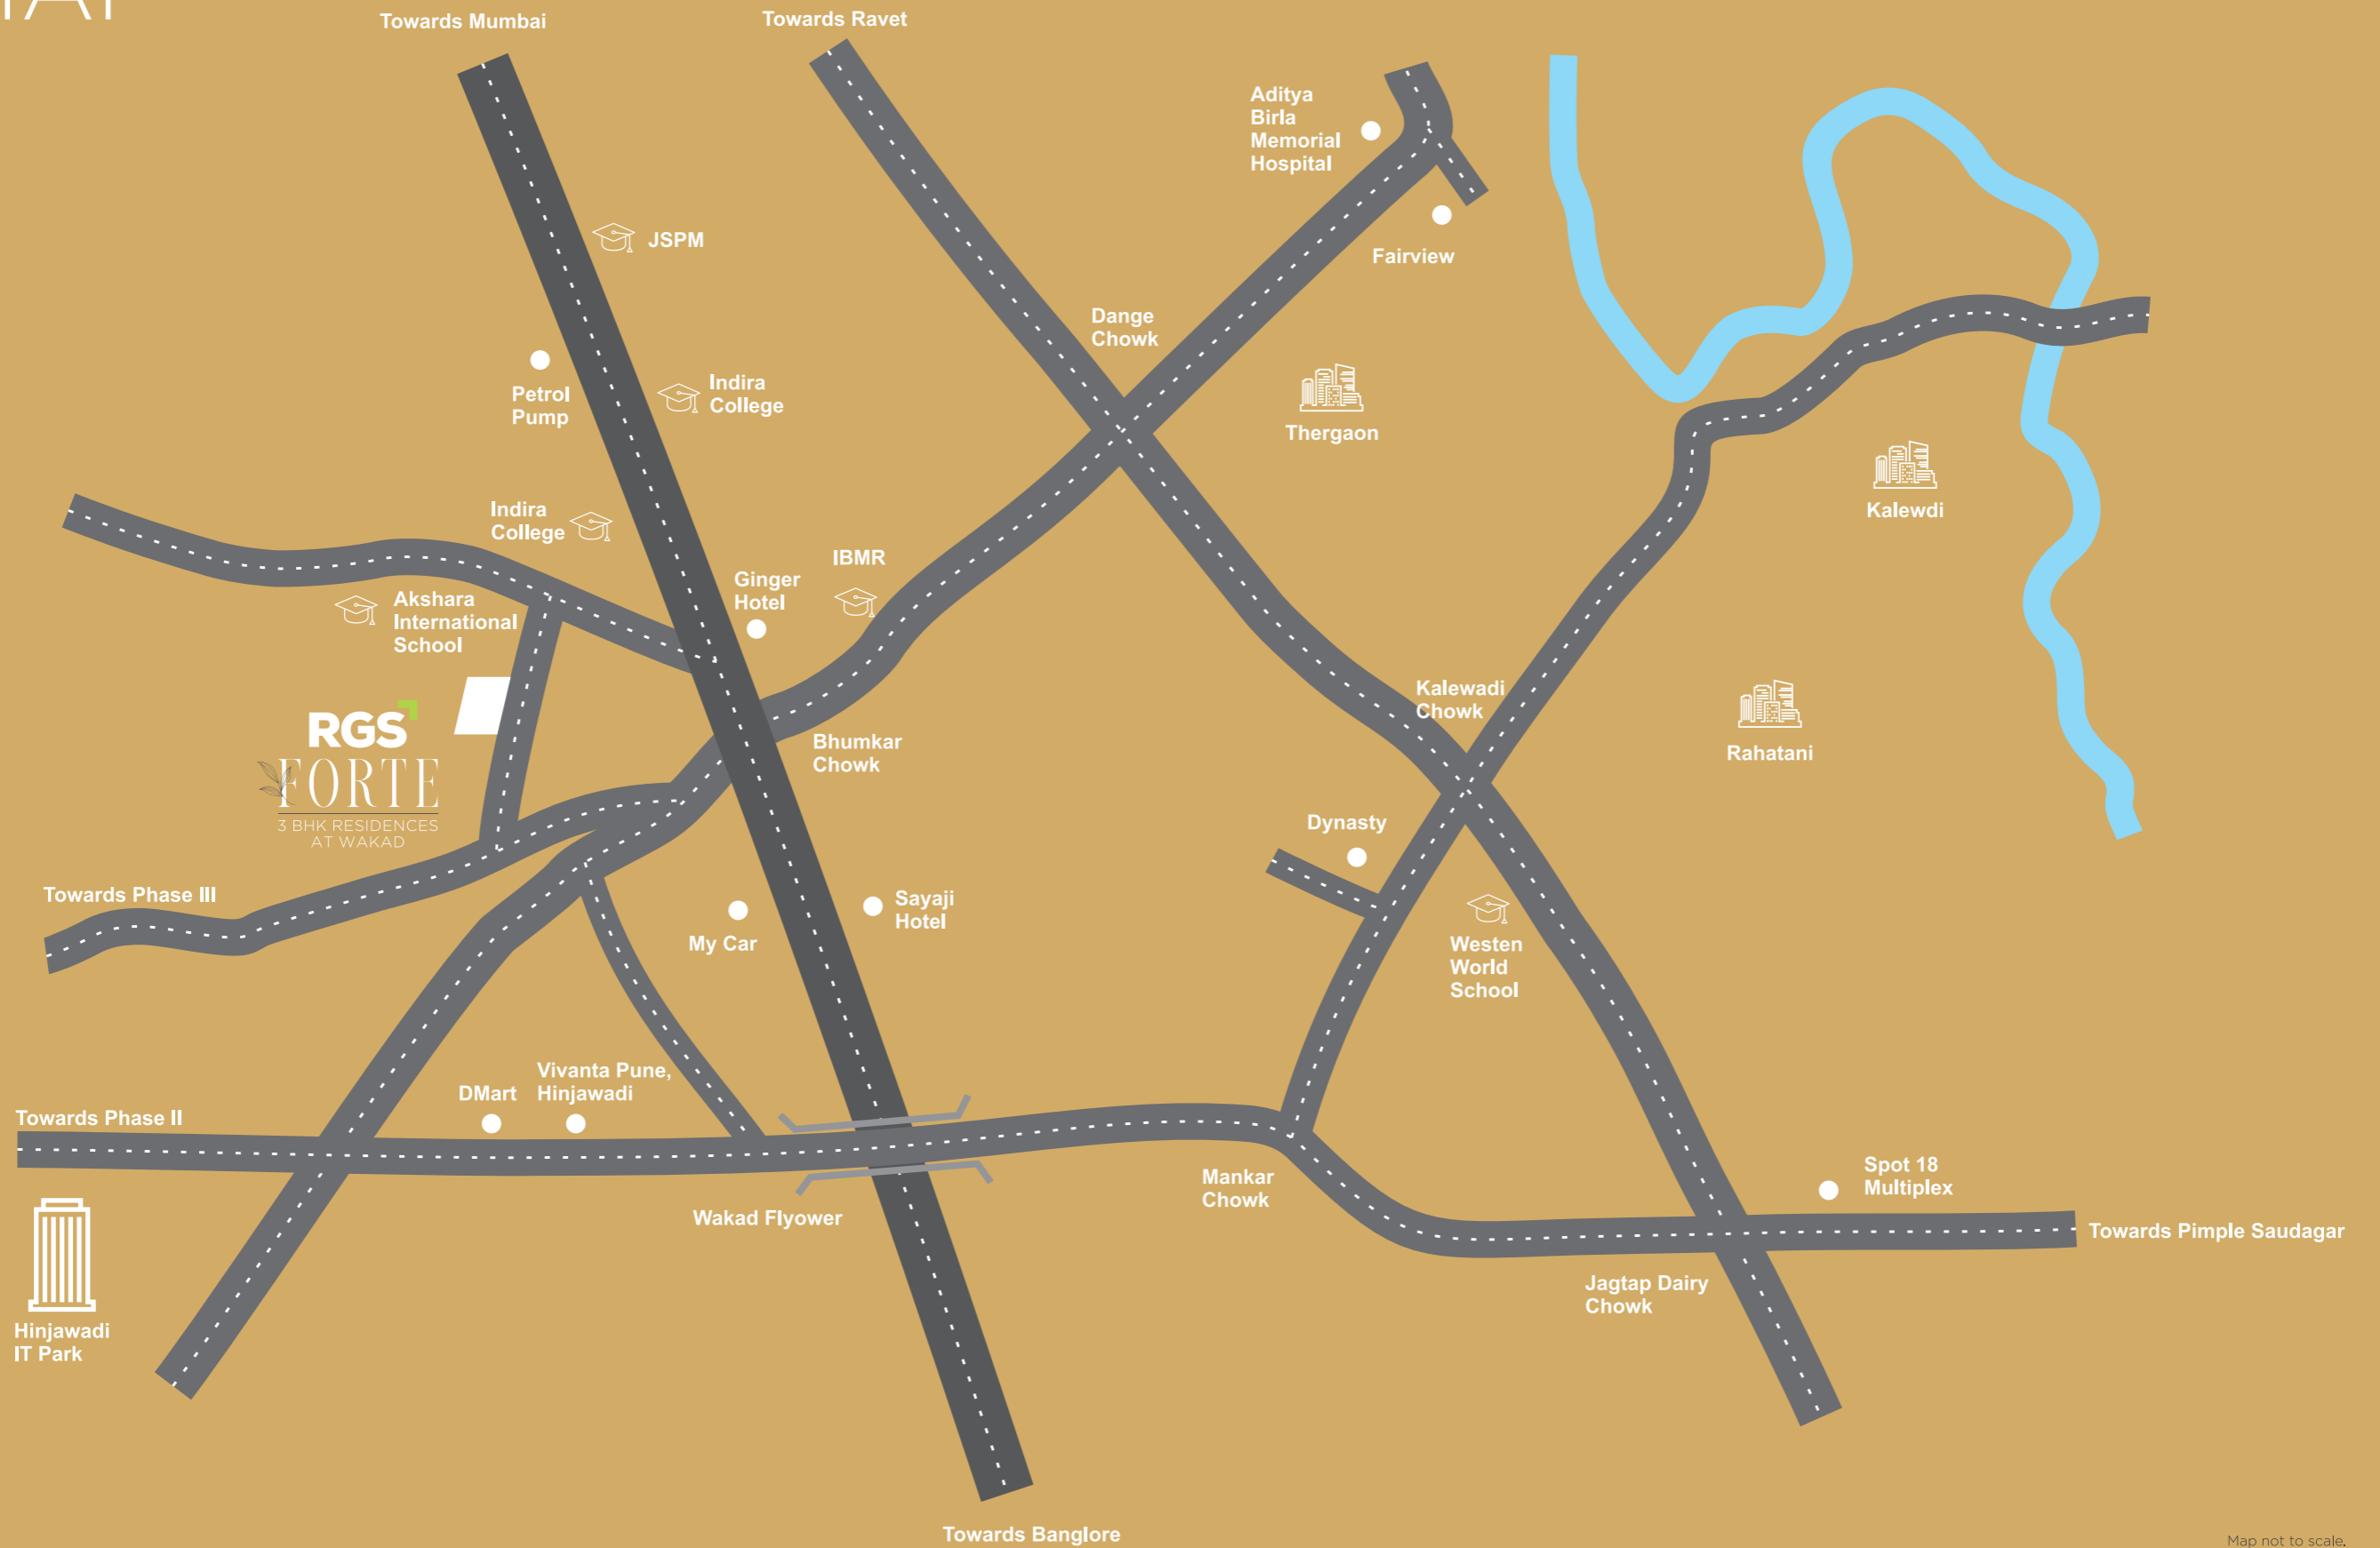 Towards Mumbai
Towards Ravet
Aditya
Birla
Memorial
Hospital
JSPM
Fairview
Dange
Chowk
Petrol
Pump
Indira
College
Thergaon
Indira
College
Kalewdi
IBMR
Ginger
Hotel
Akshara
International
School
Kalewadi
Chowk
RGS
FORTE
3 BHK RESIDENCES
AT WAKAD
Bhumkar
Chowk
Rahatani
Dynasty
Towards Phase III
Sayaji
Hotel
My Car
Westen
World
School
Vivanta Pune,
Hinjawadi
DMart
Towards Phase II
Mankar
Chowk
Spot 18
Multiplex
Wakad Flyower
Towards Pimple Saudagar
Jagtap Dairy
Chowk
Hinjawadi
IT Park
Towards Banglore
Map not to scale.